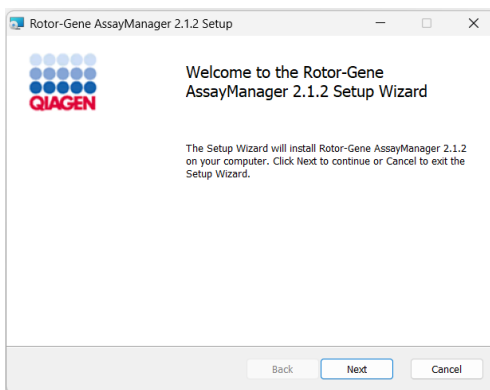 Rotor-Gene AssayManager 2.1.2 Setup
QIAGEN
Welcome to the Rotor-Gene
AssayManager 2.1.2 Setup Wizard
The Setup Wizard will install Rotor-Gene AssayManager 2.1.2
on your computer. Click Next to continue or Cancel to exit the
Setup Wizard.
Back Next Cancel